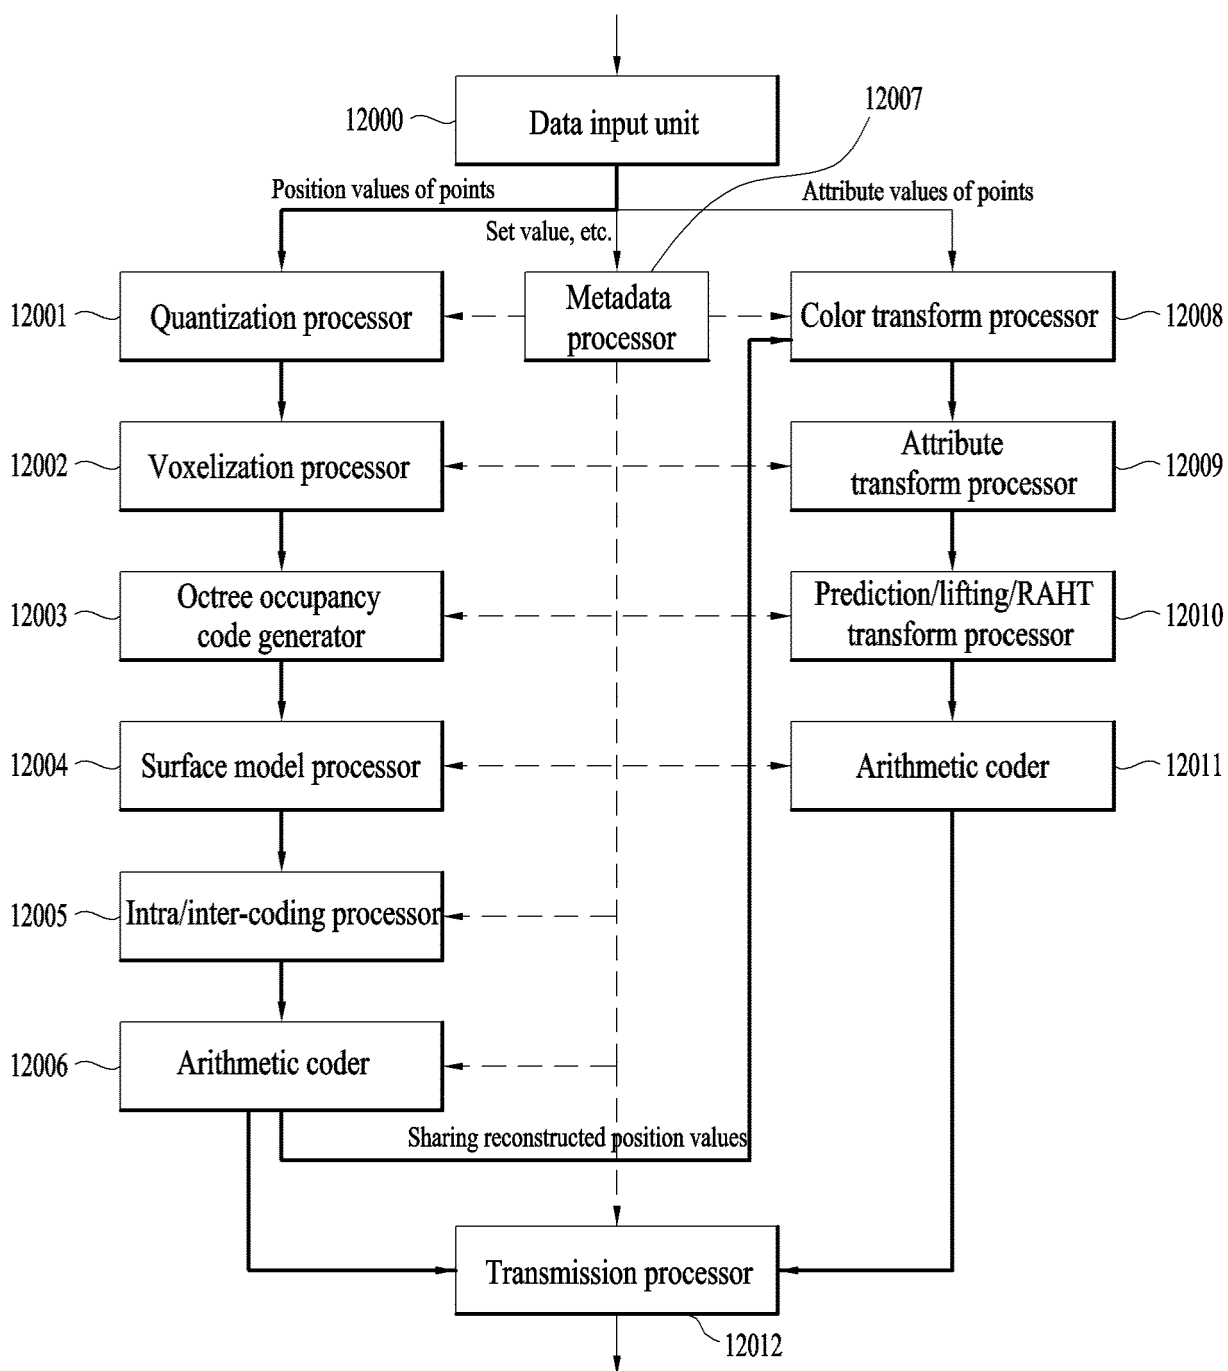 12000
Data input unit
12007
Position values of points
Set value, etc.
Attribute values of points
12001
Quantization processor
Metadata
processor
Color transform processor
12008
12002
Voxelization processor
Attribute
transform processor
12009
12003
Octree occupancy
code generator
Prediction/lifting/RAHT
transform processor
12010
12004
Surface model processor
Arithmetic coder
12011
12005
Intra/inter-coding processor
12006
Arithmetic coder
Sharing reconstructed position values
Transmission processor
12012